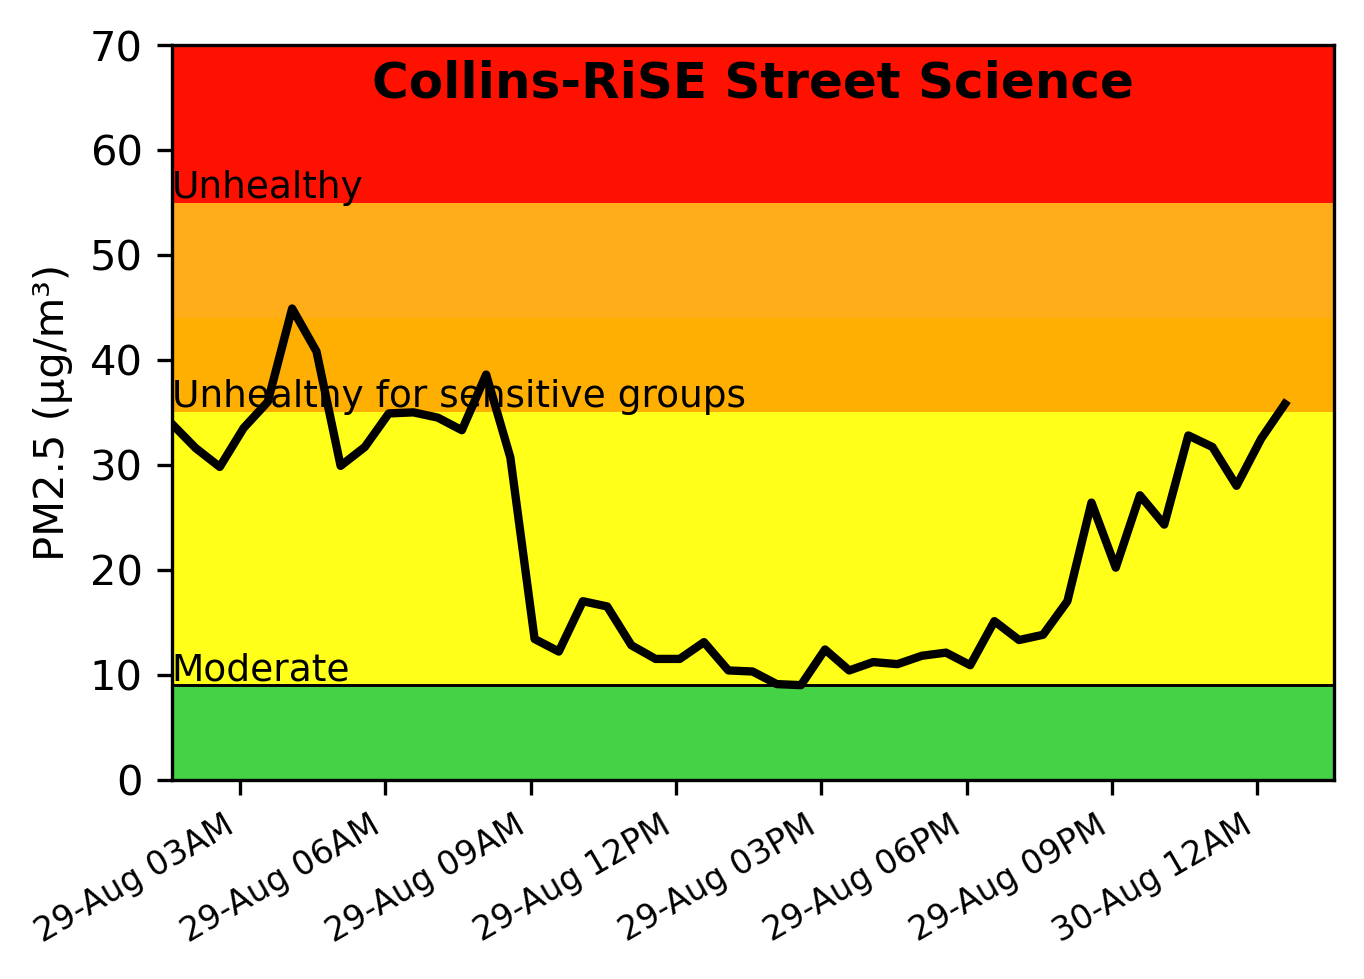 Collins-RiSE Street Science
70
60
50
40
30
20
10
0
PM2.5 (µg/m³)
Unhealthy
Unhealthy for sensitive groups
Moderate
29-Aug 03AM
29-Aug 06AM
29-Aug 09AM
29-Aug 12PM
29-Aug 03PM
29-Aug 06PM
29-Aug 09PM
30-Aug 12AM